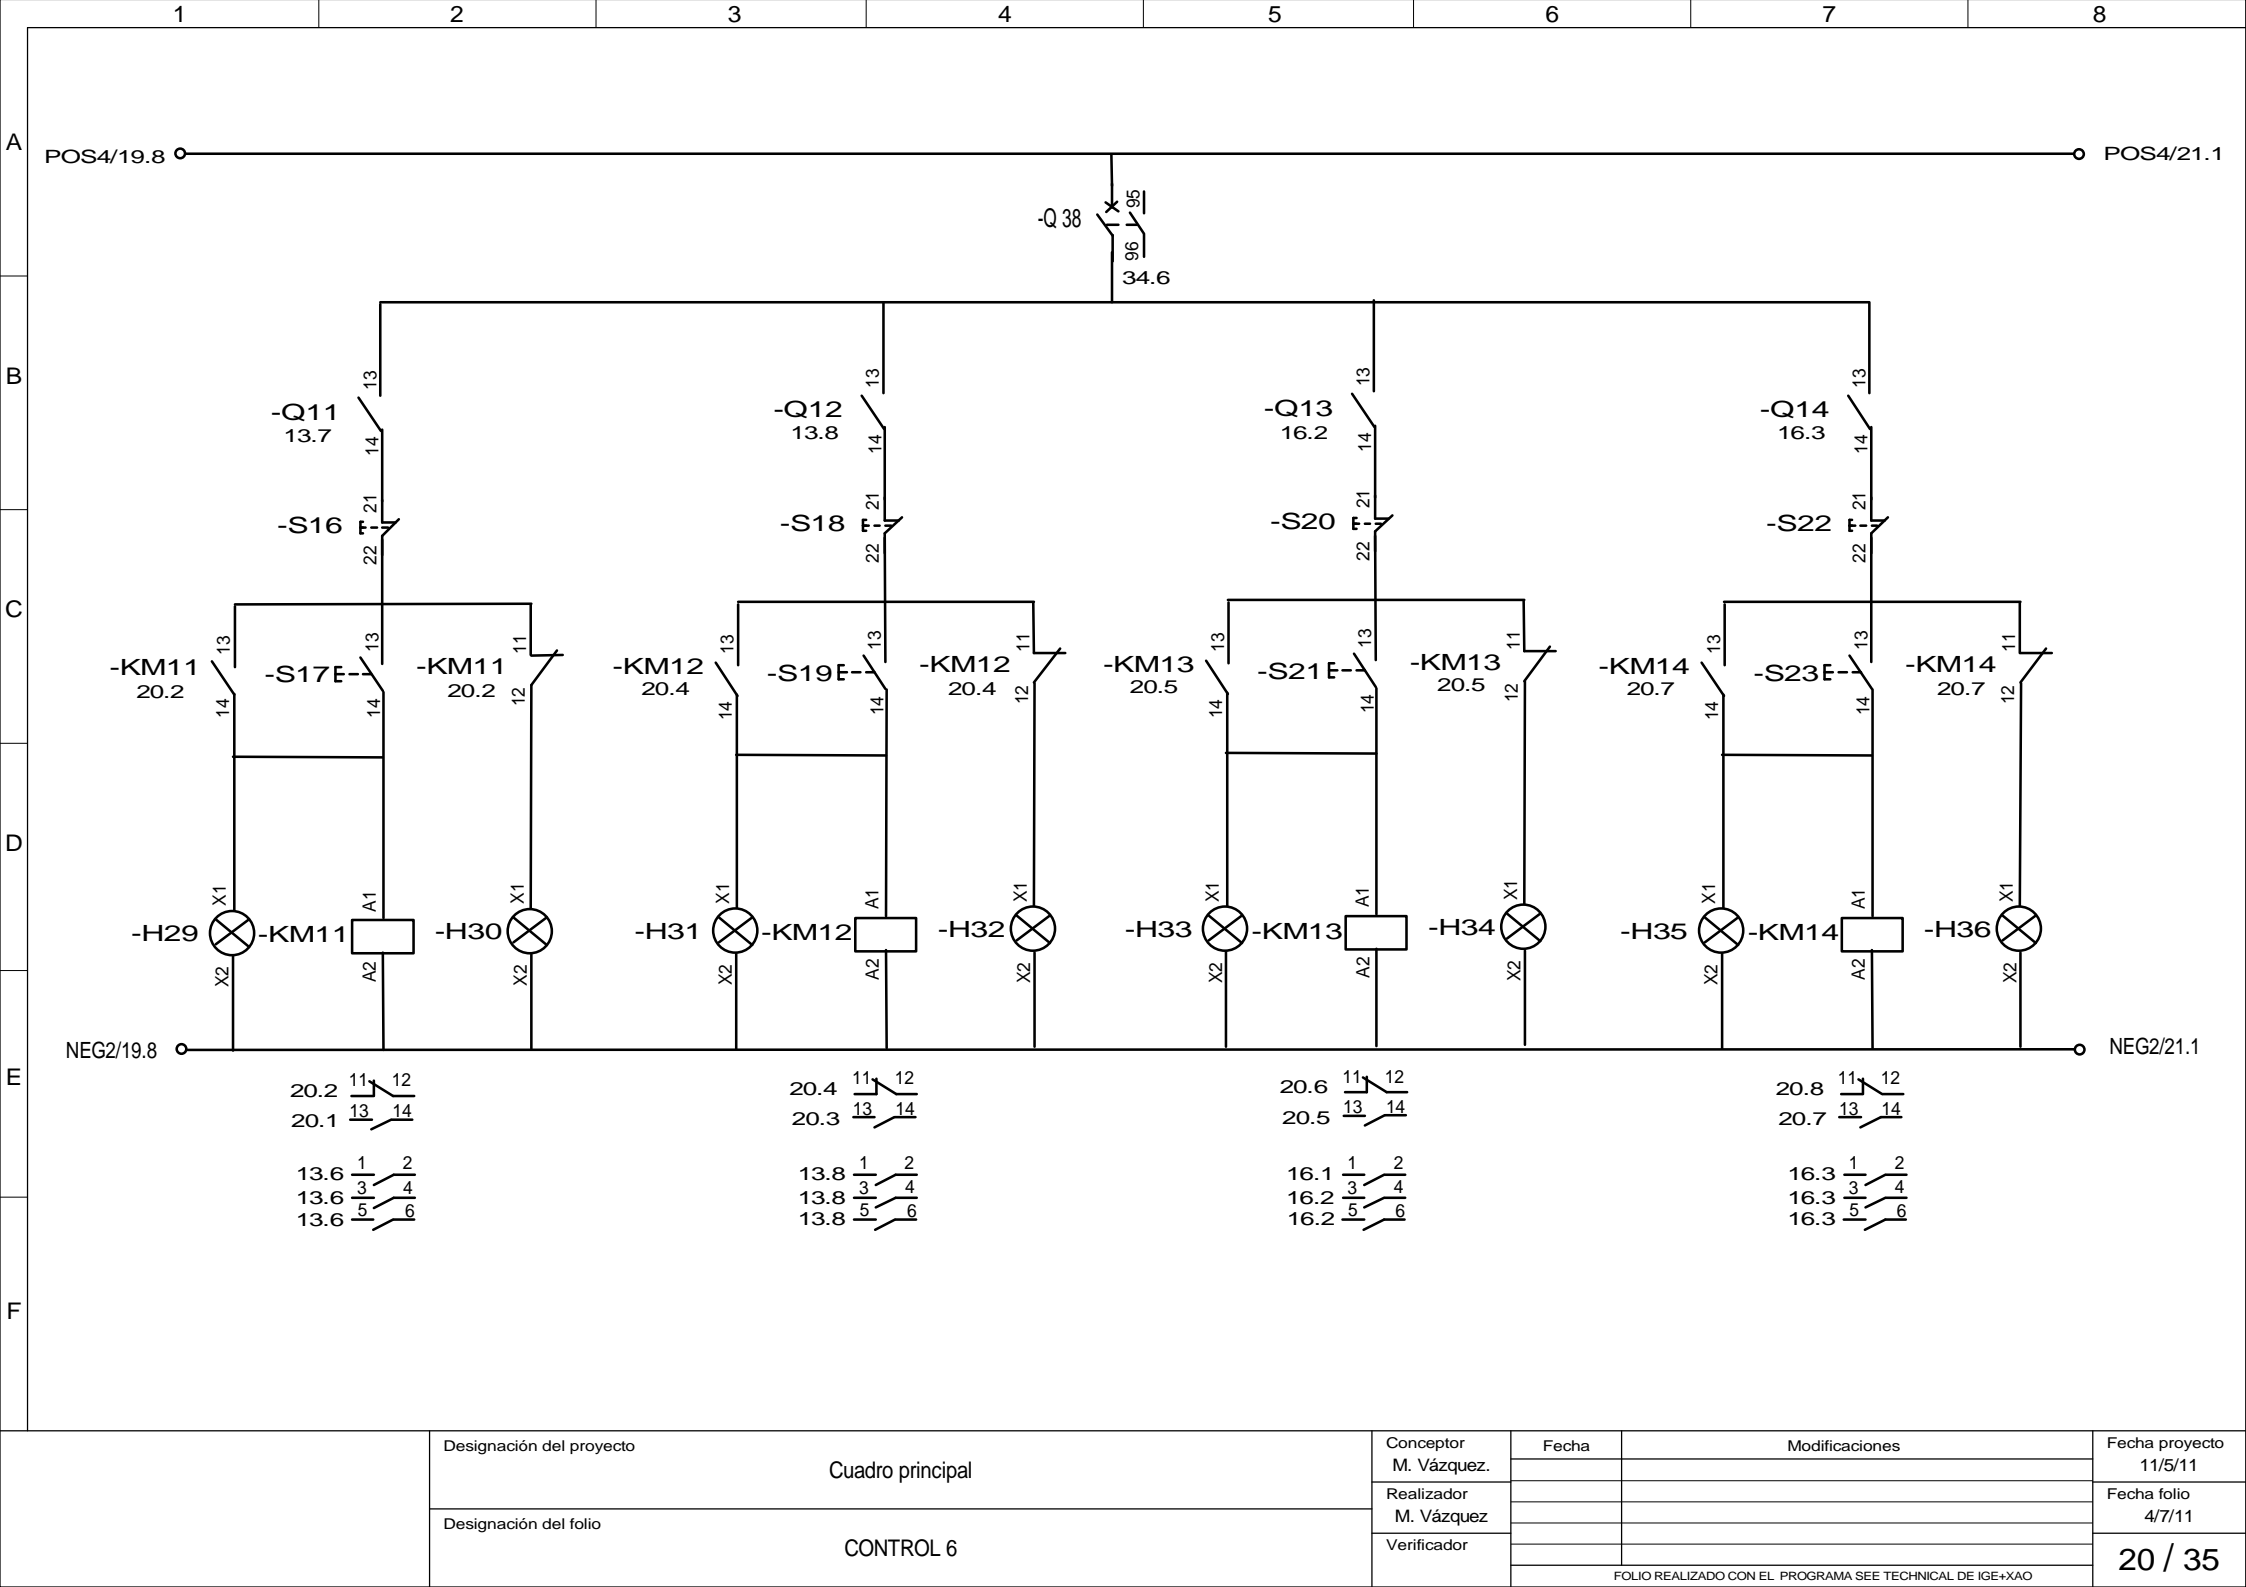 1 2 3 4 5 6 7 8
A
POS4/19.8 POS4/21.1
-Q 38 95 96
34.6
B
13 13 13 13
-Q11 -Q12 -Q13 -Q14
13.7 13.8 16.2 16.3
14 14 14 14
21 21 21 21
-S16 -S18 -S20 -S22
22 22 22 22
C
13 13 11 13 13 11 13 13 11 13 13 11
-KM11 -S17 -KM11 -KM12 -S19 -KM12 -KM13 -S21 -KM13 -KM14 -S23 -KM14
20.2 20.2 20.4 20.4 20.5 20.5 20.7 20.7
14 14 12 14 14 12 14 14 12 14 14 12
D
X1 A1 X1 X1 A1 X1 X1 A1 X1 X1 A1 X1
-H29 -KM11 -H30 -H31 -KM12 -H32 -H33 -KM13 -H34 -H35 -KM14 -H36
X2 A2 X2 X2 A2 X2 X2 A2 X2 X2 A2 X2
NEG2/19.8 NEG2/21.1
E
20.2 11 12 20.4 11 12 20.6 11 12 20.8 11 12
20.1 13 14 20.3 13 14 20.5 13 14 20.7 13 14
13.6 1 2 13.8 1 2 16.1 1 2 16.3 1 2
13.6 3 4 13.8 3 4 16.2 3 4 16.3 3 4
13.6 5 6 13.8 5 6 16.2 5 6 16.3 5 6
F
Designación del proyecto
Cuadro principal
Designación del folio
CONTROL 6
Conceptor
M. Vázquez.
Realizador
M. Vázquez
Verificador
Fecha Modificaciones
FOLIO REALIZADO CON EL PROGRAMA SEE TECHNICAL DE IGE+XAO
Fecha proyecto
11/5/11
Fecha folio
4/7/11
20 / 35